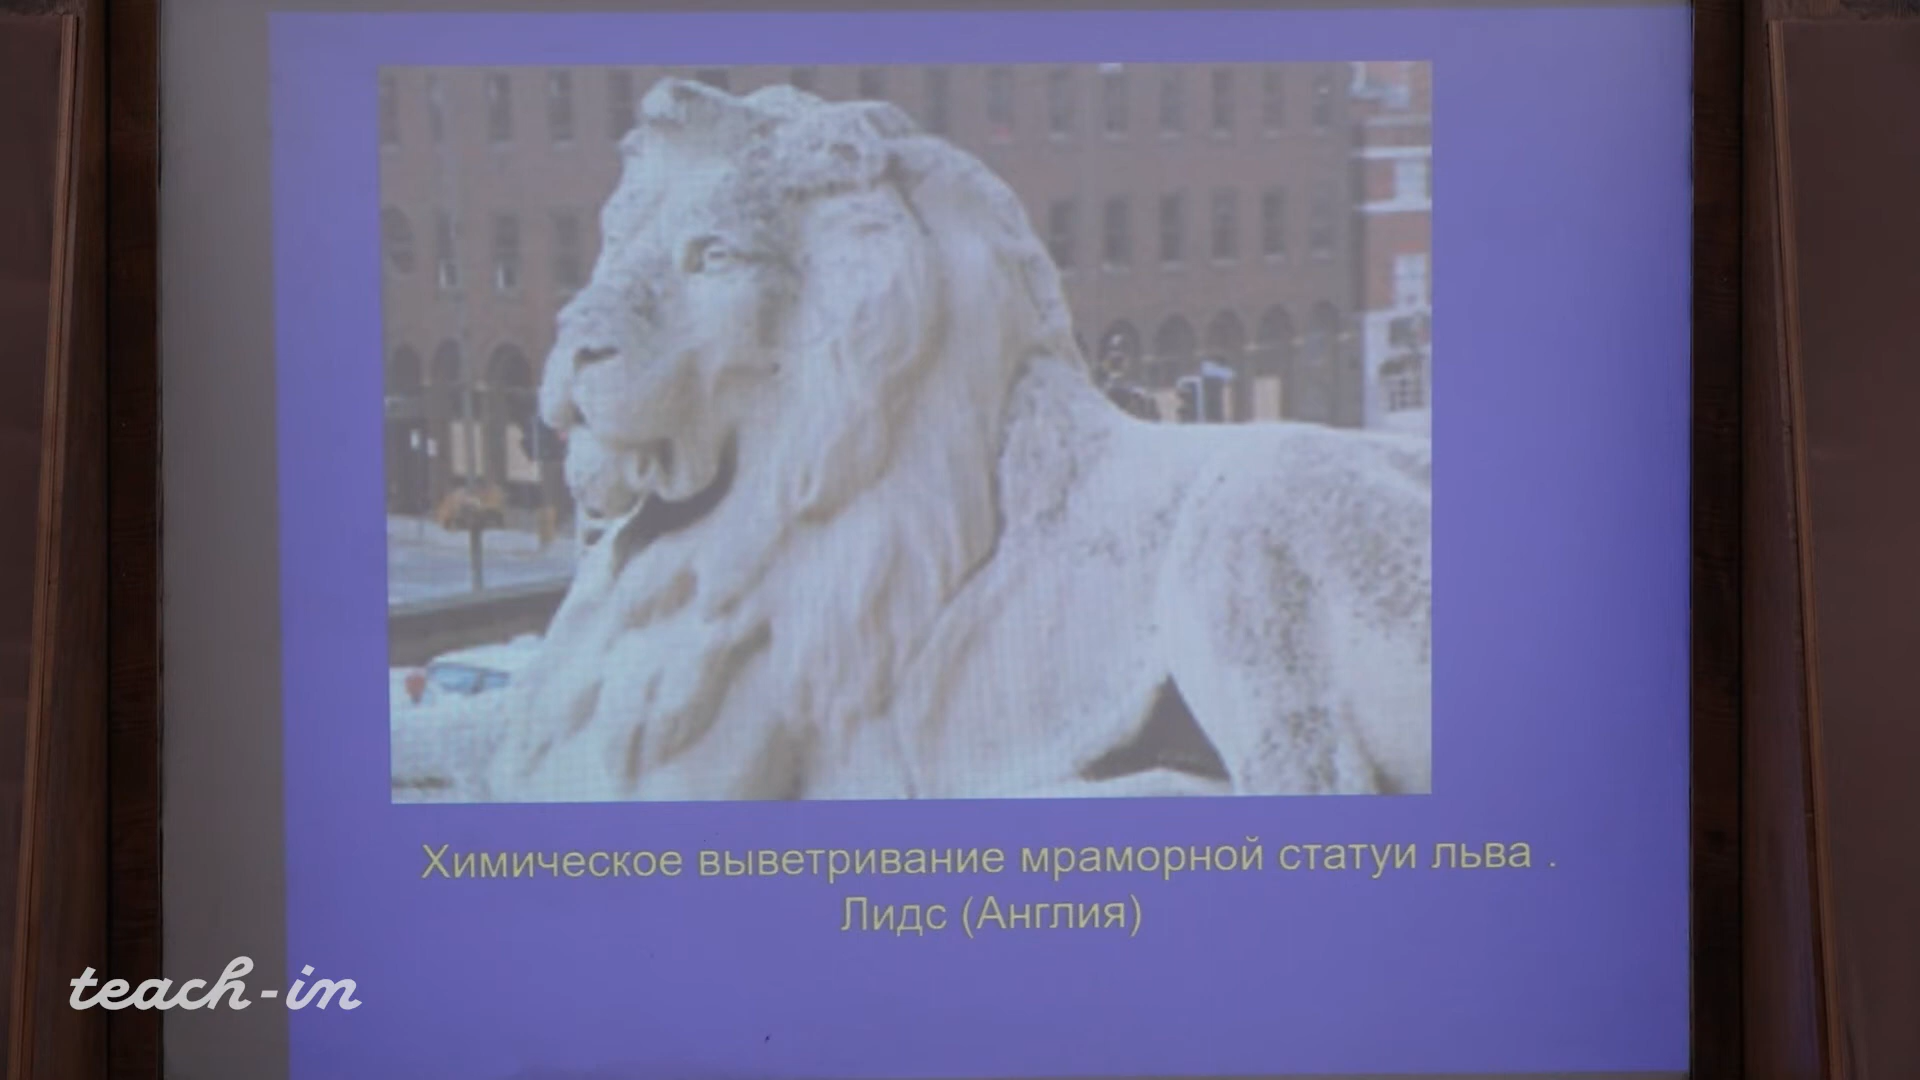 Химическое выветривание мраморной статуи льва .
Лидс (Англия)
teach-in